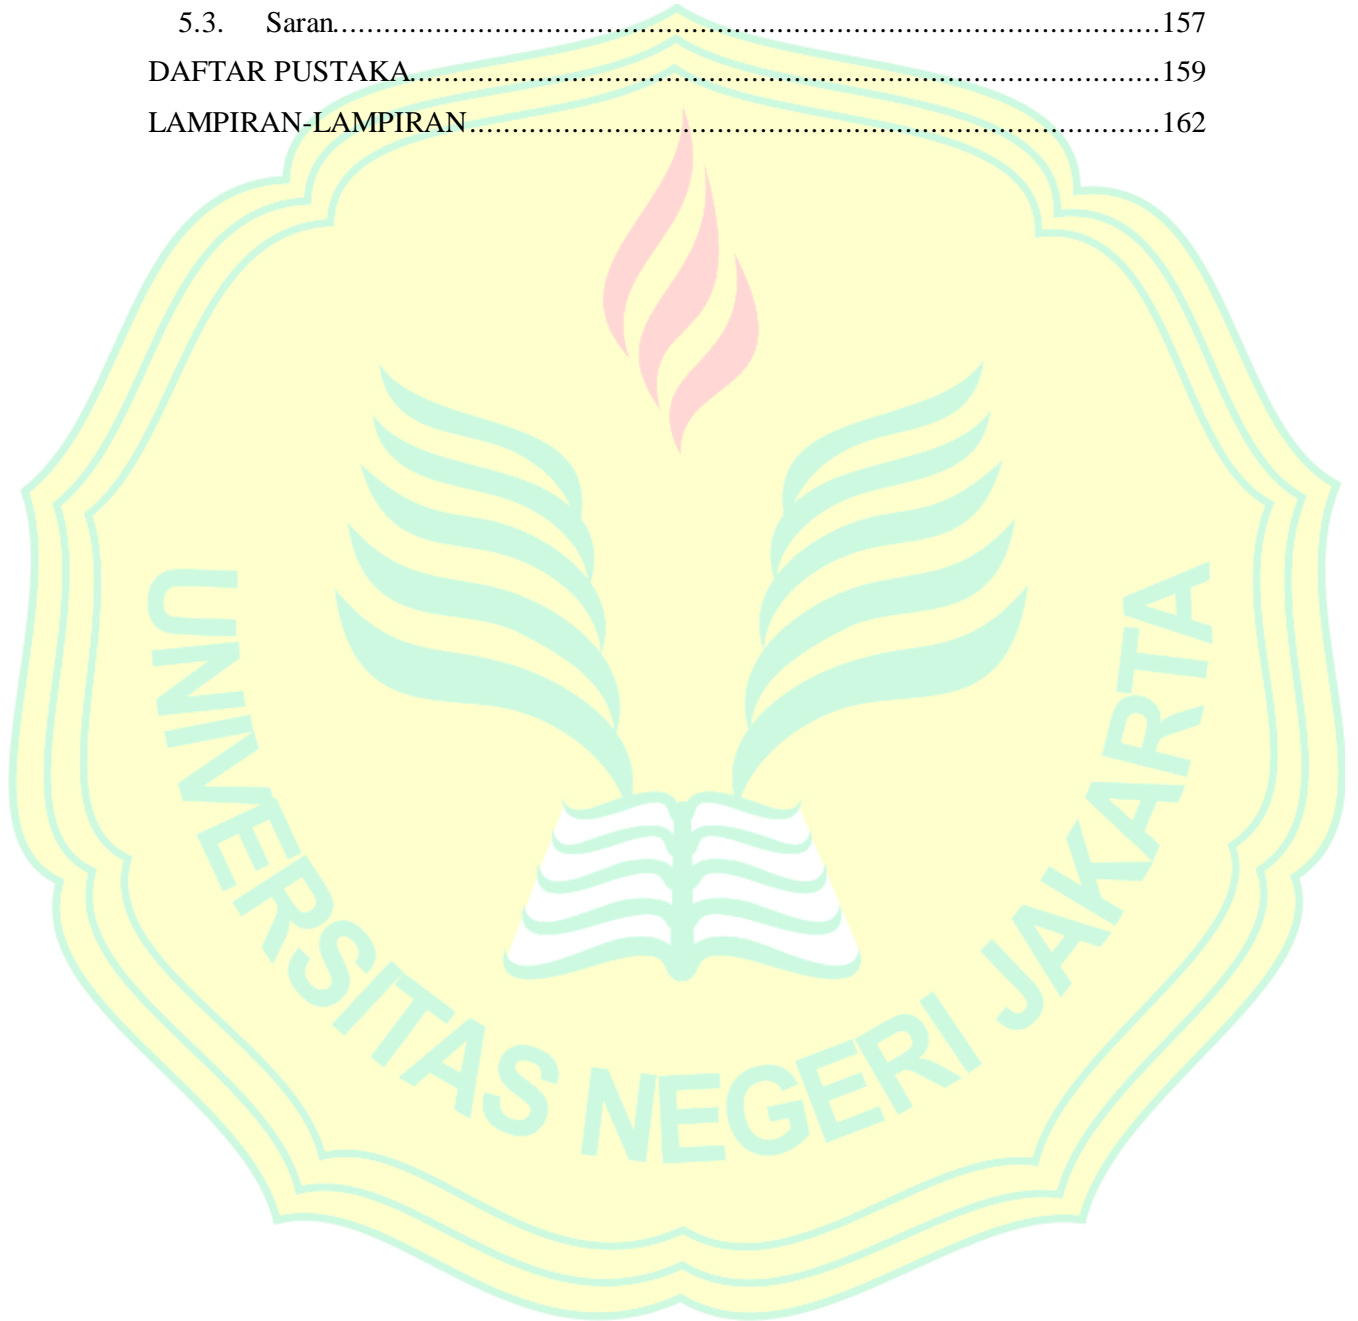 5.3. Saran........................................................................................157
DAFTAR PUSTAKA................................................................................159
LAMPIRAN-LAMPIRAN..........................................................................162
UNIVERSITAS NEGERI JAKARTA